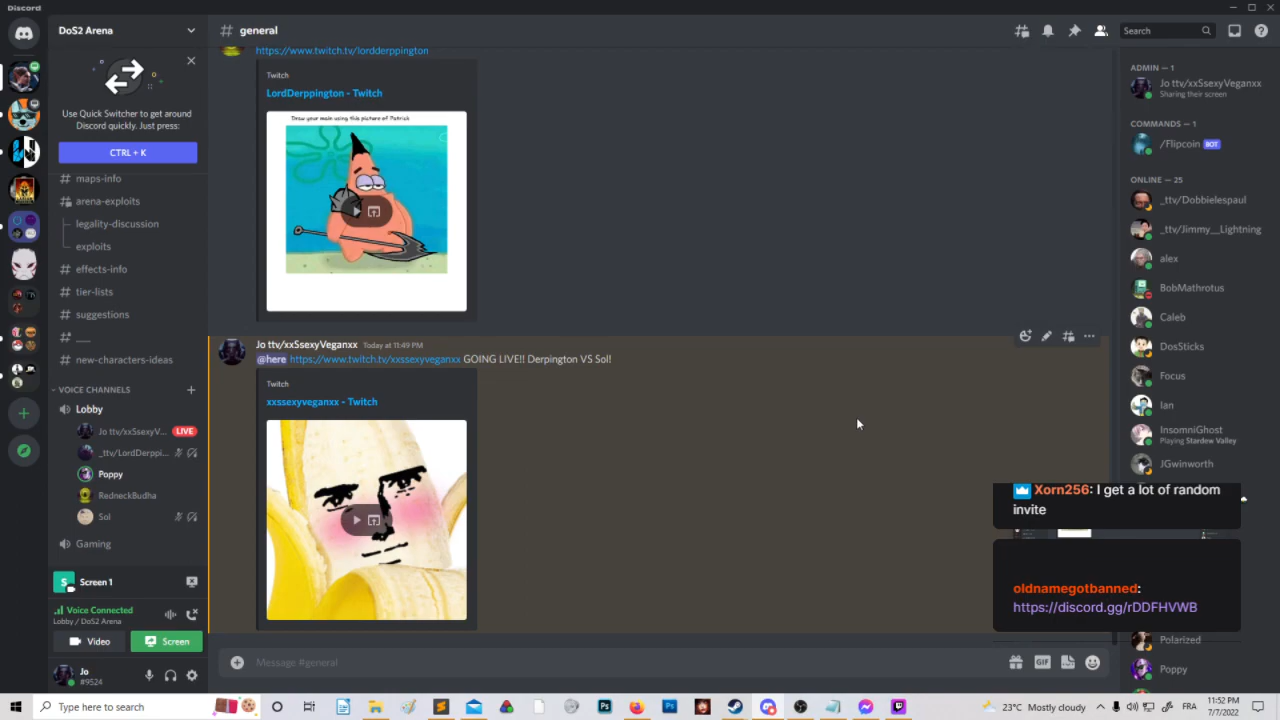 Discord
DoS2 Arena
general
Search
https://www.twitch.tv/lordderppington
Use Quick Switcher to get around
Discord quickly. Just press:
CTRL + K
maps-info
arena-exploits
legality-discussion
exploits
effects-info
tier-lists
suggestions
___
new-characters-ideas
VOICE CHANNELS
Lobby
Jo ttv/xxSsexyV... LIVE
_ttv/LordDerppi...
Poppy
RedneckBudha
Sol
Gaming
S Screen 1
Voice Connected
Lobby / DoS2 Arena
Video
Screen
Jo
#9524
Twitch
LordDerppington - Twitch
Draw your main using this picture of Patrick
Jo ttv/xxSsexyVeganxx Today at 11:49 PM
@here https://www.twitch.tv/xxssexyveganxx GOING LIVE!! Derpington VS Sol!
Twitch
xxssexyveganxx - Twitch
Message #general
GIF
ADMIN — 1
Jo ttv/xxSsexyVeganxx
Sharing their screen
COMMANDS — 1
/Flipcoin BOT
ONLINE — 25
_ttv/Dobbielespaul
_ttv/Jimmy__Lightning
alex
BobMathrotus
Caleb
DosSticks
Focus
Ian
InsomniGhost
Playing Stardew Valley
JGwinworth
Xorn256: I get a lot of random
invite
oldnamegotbanned:
https://discord.gg/rDDFHVWB
Polarized
Poppy
Type here to search
Ps
23°C Mostly cloudy
FRA
11:52 PM
7/7/2022